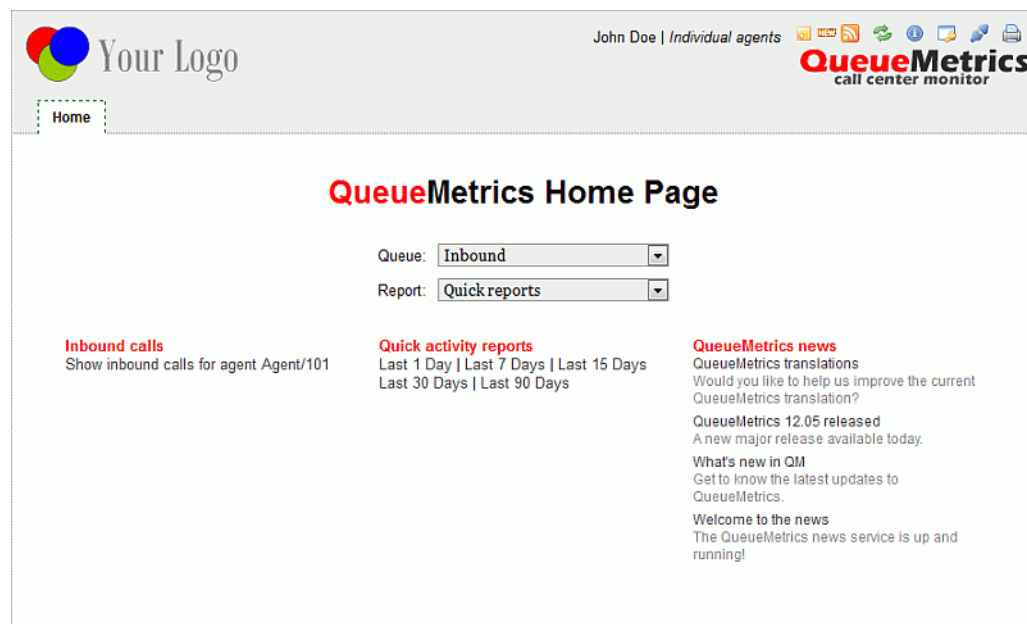 Your Logo
John Doe | Individual agents
NEW
QueueMetrics
call center monitor
Home
QueueMetrics Home Page
Queue: Inbound
Report: Quick reports
Inbound calls
Show inbound calls for agent Agent/101
Quick activity reports
Last 1 Day | Last 7 Days | Last 15 Days
Last 30 Days | Last 90 Days
QueueMetrics news
QueueMetrics translations
Would you like to help us improve the current
QueueMetrics translation?
QueueMetrics 12.05 released
A new major release available today.
What's new in QM
Get to know the latest updates to
QueueMetrics.
Welcome to the news
The QueueMetrics news service is up and
running!